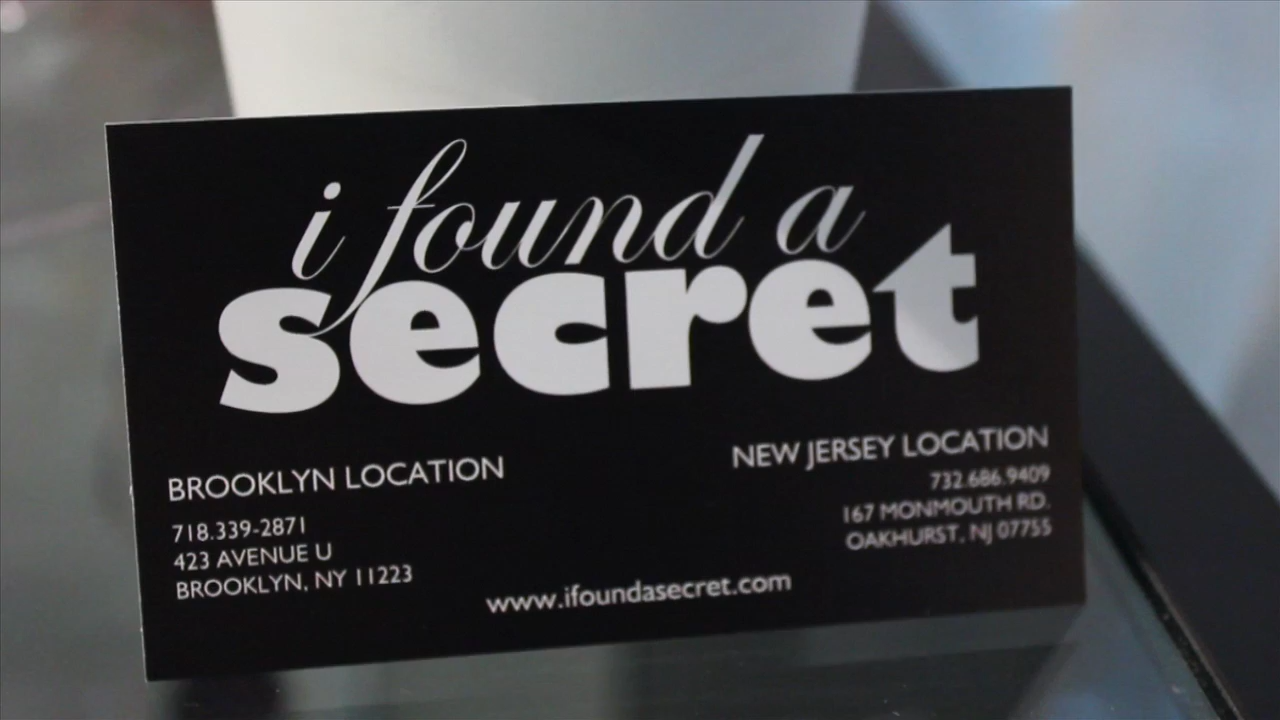 i found a
secret
BROOKLYN LOCATION
718.339-2871
423 AVENUE U
BROOKLYN, NY 11223
NEW JERSEY LOCATION
732.686.9409
167 MONMOUTH RD.
OAKHURST, NJ 07755
www.ifoundasecret.com